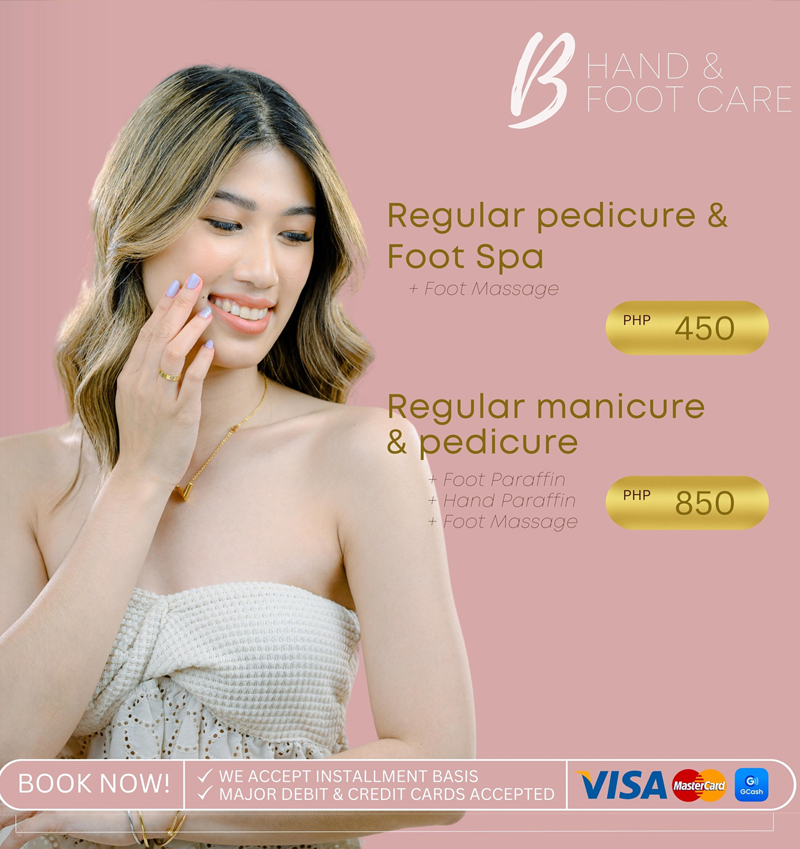 B HAND &
FOOT CARE
Regular pedicure &
Foot Spa
+ Foot Massage
PHP 450
Regular manicure
& pedicure
+ Foot Paraffin
+ Hand Paraffin
+ Foot Massage
PHP 850
BOOK NOW!
✓ WE ACCEPT INSTALLMENT BASIS
✓ MAJOR DEBIT & CREDIT CARDS ACCEPTED
VISA
MasterCard
G
GCash